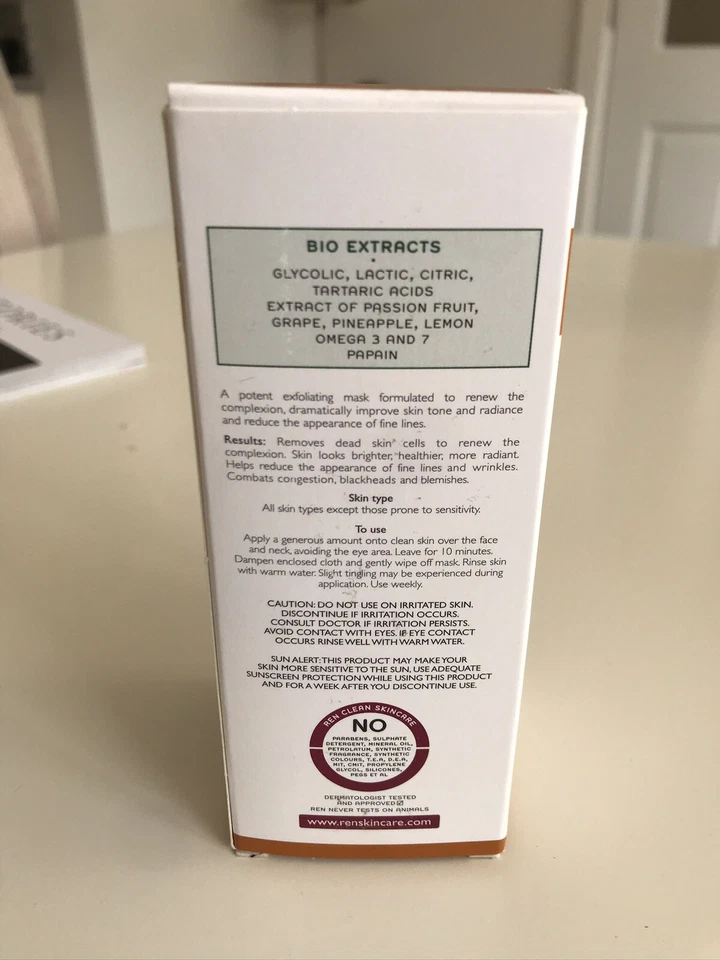 BIO EXTRACTS
•
GLYCOLIC, LACTIC, CITRIC,
TARTARIC ACIDS
EXTRACT OF PASSION FRUIT,
GRAPE, PINEAPPLE, LEMON
OMEGA 3 AND 7
PAPAIN
A potent exfoliating mask formulated to renew the
complexion, dramatically improve skin tone and radiance
and reduce the appearance of fine lines.
Results: Removes dead skin cells to renew the
complexion. Skin looks brighter, healthier, more radiant.
Helps reduce the appearance of fine lines and wrinkles.
Combats congestion, blackheads and blemishes.
Skin type
All skin types except those prone to sensitivity.
To use
Apply a generous amount onto clean skin over the face
and neck, avoiding the eye area. Leave for 10 minutes.
Dampen enclosed cloth and gently wipe off mask. Rinse skin
with warm water. Slight tingling may be experienced during
application. Use weekly.
CAUTION: DO NOT USE ON IRRITATED SKIN.
DISCONTINUE IF IRRITATION OCCURS.
CONSULT DOCTOR IF IRRITATION PERSISTS.
AVOID CONTACT WITH EYES. IF EYE CONTACT
OCCURS RINSE WELL WITH WARM WATER.
SUN ALERT: THIS PRODUCT MAY MAKE YOUR
SKIN MORE SENSITIVE TO THE SUN, USE ADEQUATE
SUNSCREEN PROTECTION WHILE USING THIS PRODUCT
AND FOR A WEEK AFTER YOU DISCONTINUE USE.
REN CLEAN SKINCARE
NO
PARABENS, SULPHATE
DETERGENT, MINERAL OIL,
PETROLATUM, SYNTHETIC
FRAGRANCE, SYNTHETIC
COLOURS, T.E.A, D.E.A,
MIT, CMIT, PROPYLENE
GLYCOL, SILICONES,
PEGS ET AL
DERMATOLOGIST TESTED
AND APPROVED ☑
REN NEVER TESTS ON ANIMALS
www.renskincare.com